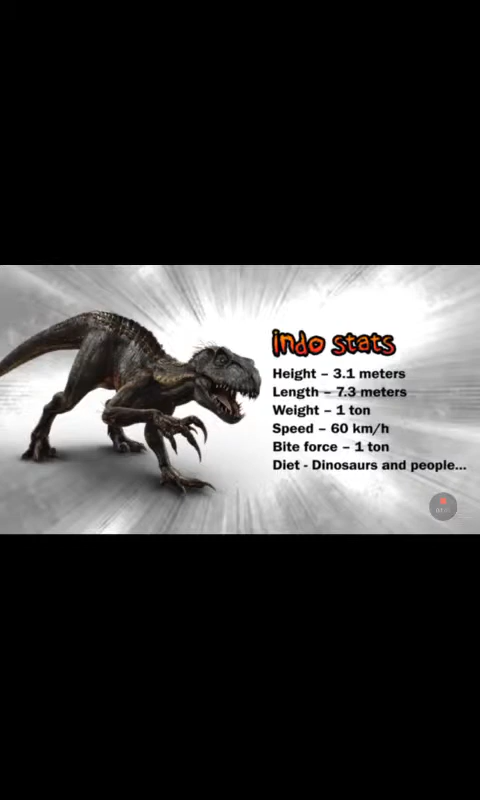 indo stats
Height – 3.1 meters
Length – 7.3 meters
Weight – 1 ton
Speed – 60 km/h
Bite force – 1 ton
Diet - Dinosaurs and people...